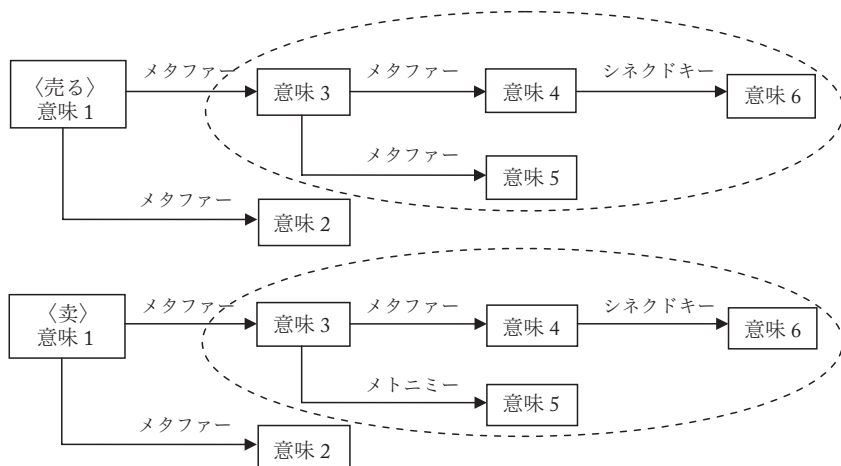 メタファー
メタファー
シネクドキー
〈売る〉
意味 1
意味 3
意味 4
意味 6
メタファー
意味 5
メタファー
意味 2
メタファー
メタファー
シネクドキー
〈卖〉
意味 1
意味 3
意味 4
意味 6
メトニミー
意味 5
メタファー
意味 2